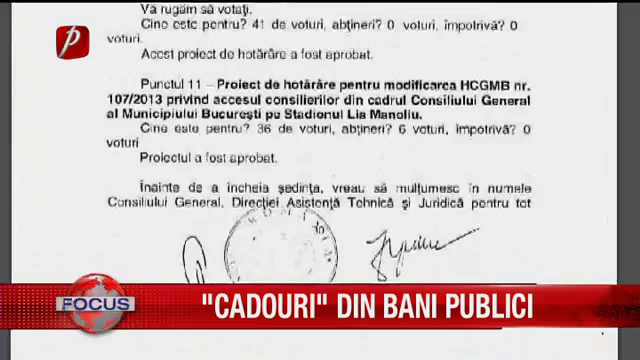 Vă rugăm să votați.
Cine este pentru? 41 de voturi, abțineri? 0 voturi, împotrivă? 0
voturi.
Acest proiect de hotărâre a fost aprobat.
Punctul 11 – Proiect de hotărâre pentru modificarea HCGMB nr.
107/2013 privind accesul consilierilor din cadrul Consiliului General
al Municipiului București pe Stadionul Lia Manoliu.
Cine este pentru? 36 de voturi, abțineri? 6 voturi, împotrivă? 0
voturi
Proiectul a fost aprobat.
Înainte de a încheia ședința, vreau să mulțumesc în numele
Consiliului General, Direcției Asistență Tehnică și Juridică pentru tot
FOCUS
"CADOURI" DIN BANI PUBLICI